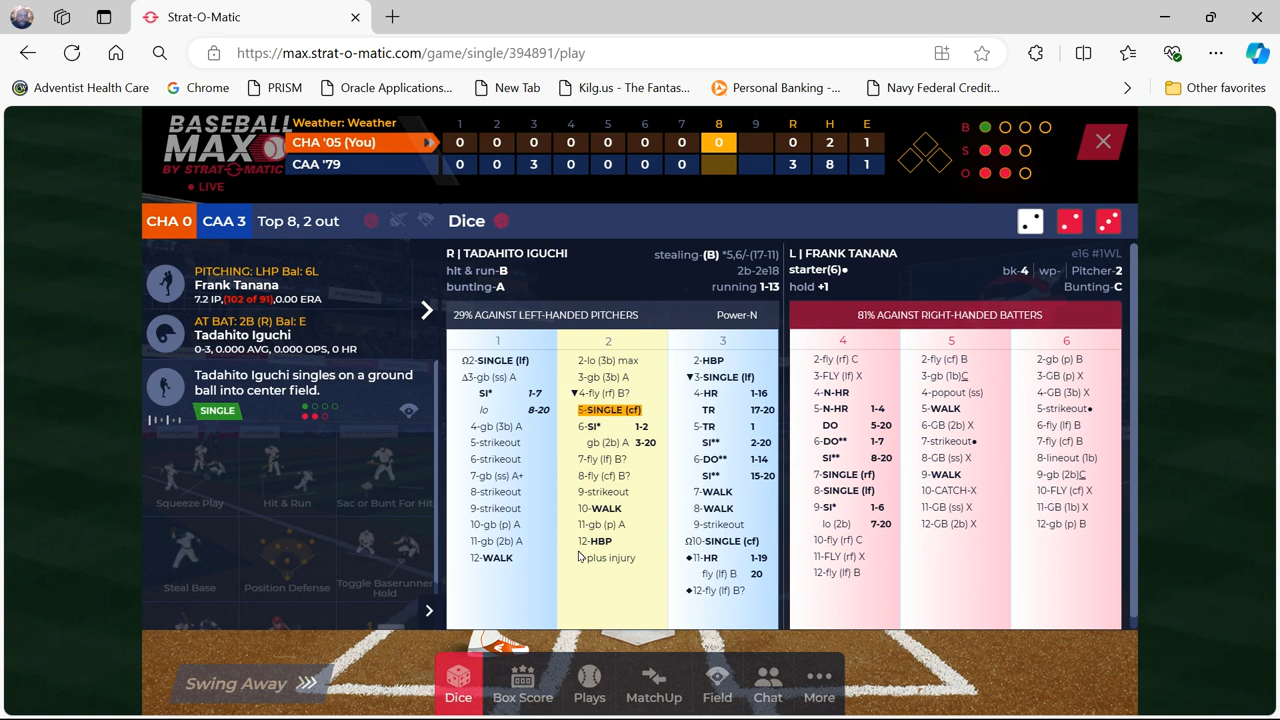 Strat-O-Matic
https://max.strat-o-matic.com/game/single/394891/play
Adventist Health Care Chrome PRISM Oracle Applications... New Tab Kilg.us - The Fantas... Personal Banking -... Navy Federal Credit... Other favorites
BASEBALL MAX BY STRAT-O-MATIC
LIVE
Weather: Weather 1 2 3 4 5 6 7 8 9 R H E
CHA '05 (You) 0 0 0 0 0 0 0 0 0 2 1
CAA '79 0 0 3 0 0 0 0 3 8 1
B
S
O
CHA 0 CAA 3 Top 8, 2 out Dice
PITCHING: LHP Bal: 6L
Frank Tanana
7.2 IP,(102 of 91),0.00 ERA
AT BAT: 2B (R) Bal: E
Tadahito Iguchi
0-3, 0.000 AVG, 0.000 OPS, 0 HR
Tadahito Iguchi singles on a ground
ball into center field.
SINGLE
Squeeze Play Hit & Run Sac or Bunt For Hit
Steal Base Position Defense Toggle Baserunner Hold
R | TADAHITO IGUCHI stealing-(B) *5,6/-(17-11)
hit & run-B 2b-2e18
bunting-A running 1-13
29% AGAINST LEFT-HANDED PITCHERS Power-N
1
Ω2-SINGLE (lf)
Δ3-gb (ss) A
SI* 1-7
lo 8-20
4-gb (3b) A
5-strikeout
6-strikeout
7-gb (ss) A+
8-strikeout
9-strikeout
10-gb (p) A
11-gb (2b) A
12-WALK
2
2-lo (3b) max
3-gb (3b) A
▼4-fly (rf) B?
5-SINGLE (cf)
6-SI* 1-2
gb (2b) A 3-20
7-fly (lf) B?
8-fly (cf) B?
9-strikeout
10-WALK
11-gb (p) A
12-HBP
plus injury
3
2-HBP
▼3-SINGLE (lf)
4-HR 1-16
TR 17-20
5-TR 1
SI** 2-20
6-DO** 1-14
SI** 15-20
7-WALK
8-WALK
9-strikeout
Ω10-SINGLE (cf)
◆11-HR 1-19
fly (lf) B 20
◆12-fly (lf) B?
L | FRANK TANANA e16 #1WL
starter(6)● bk-4 | wp- | Pitcher-2
hold +1 Bunting-C
81% AGAINST RIGHT-HANDED BATTERS
4
2-fly (rf) C
3-FLY (lf) X
4-N-HR
5-N-HR 1-4
DO 5-20
6-DO** 1-7
SI** 8-20
7-SINGLE (rf)
8-SINGLE (lf)
9-SI* 1-6
lo (2b) 7-20
10-fly (rf) C
11-FLY (rf) X
12-fly (lf) B
5
2-fly (cf) B
3-gb (1b)C
4-popout (ss)
5-WALK
6-GB (2b) X
7-strikeout●
8-GB (ss) X
9-WALK
10-CATCH-X
11-GB (ss) X
12-GB (2b) X
6
2-gb (p) B
3-GB (p) X
4-GB (3b) X
5-strikeout●
6-fly (lf) B
7-fly (cf) B
8-lineout (1b)
9-gb (2b)C
10-FLY (cf) X
11-GB (1b) X
12-gb (p) B
Swing Away Dice Box Score Plays MatchUp Field Chat More